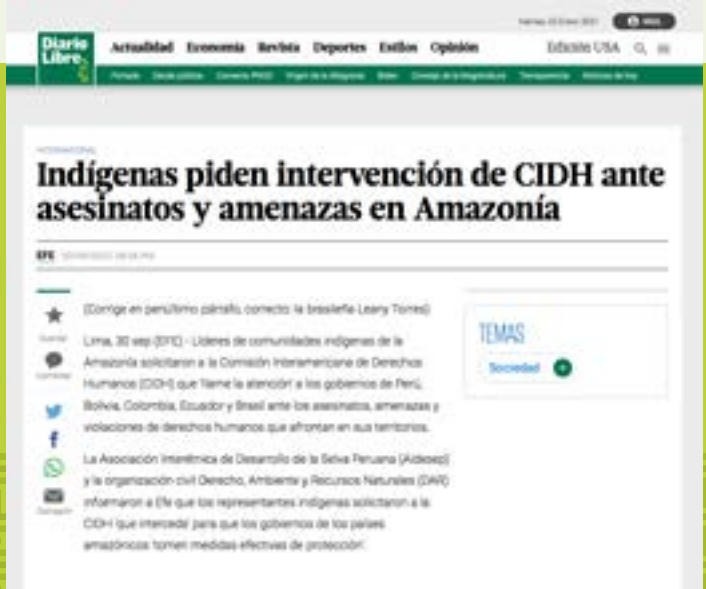 Diario
Libre
Actualidad Economía Revista Deportes Estilos Opinión
Edición USA
Indígenas piden intervención de CIDH ante
asesinatos y amenazas en Amazonía
EFE
(Corrige en penúltimo párrafo, correcto: la brasileña Leany Torres)
Lima, 30 sep (EFE).- Líderes de comunidades indígenas de la
Amazonía solicitaron a la Comisión Interamericana de Derechos
Humanos (CIDH) que 'llame la atención' a los gobiernos de Perú,
Bolivia, Colombia, Ecuador y Brasil ante los asesinatos, amenazas y
violaciones de derechos humanos que afrontan en sus territorios.
La Asociación Interétnica de Desarrollo de la Selva Peruana (Aidesep)
y la organización civil Derecho, Ambiente y Recursos Naturales (DAR)
informaron a Efe que los representantes indígenas solicitaron a la
CIDH 'que interceda' para que los gobiernos de los países
amazónicos 'tomen medidas efectivas de protección'.
TEMAS
Sociedad